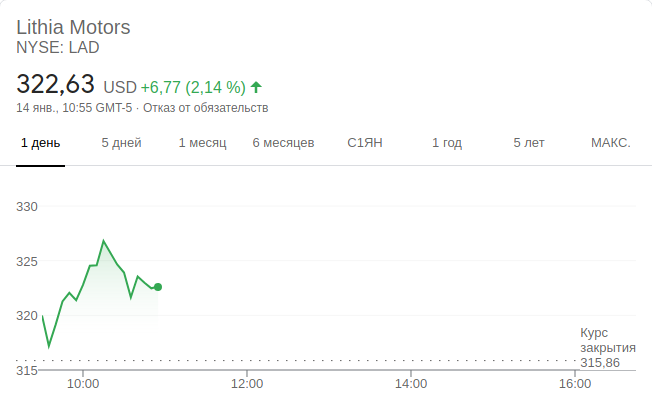 Lithia Motors
NYSE: LAD
322,63 USD +6,77 (2,14 %)
14 янв., 10:55 GMT-5 · Отказ от обязательств
1 день 5 дней 1 месяц 6 месяцев С1ЯН 1 год 5 лет МАКС.
330
325
320
Курс
закрытия
315,86
315
10:00 12:00 14:00 16:00